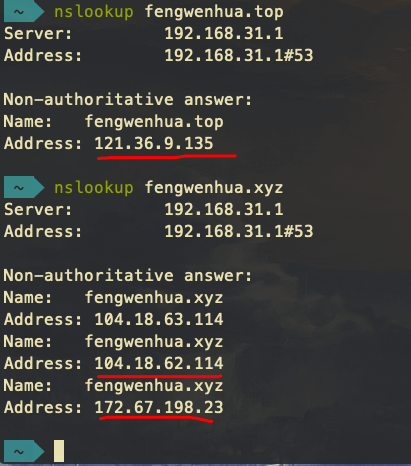 ~ nslookup fengwenhua.top
Server: 192.168.31.1
Address: 192.168.31.1#53
Non-authoritative answer:
Name: fengwenhua.top
Address: 121.36.9.135
~ nslookup fengwenhua.xyz
Server: 192.168.31.1
Address: 192.168.31.1#53
Non-authoritative answer:
Name: fengwenhua.xyz
Address: 104.18.63.114
Name: fengwenhua.xyz
Address: 104.18.62.114
Name: fengwenhua.xyz
Address: 172.67.198.23
~